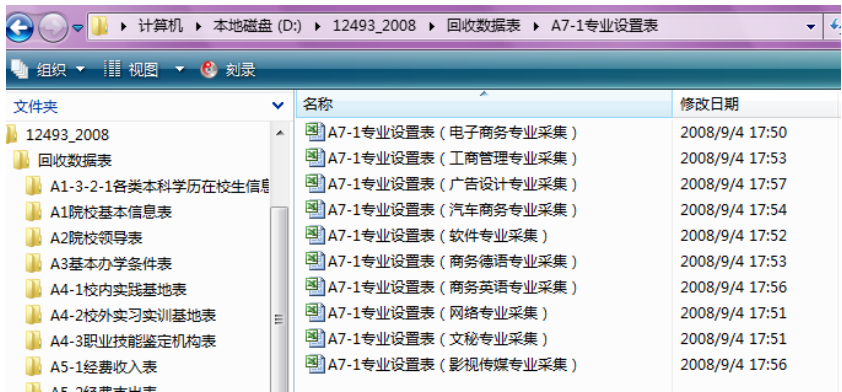 计算机 本地磁盘 (D:) 12493_2008 回收数据表 A7-1专业设置表
组织 视图 刻录
文件夹
名称 修改日期
12493_2008
回收数据表
A1-3-2-1各类本科学历在校生信息
A1院校基本信息表
A2院校领导表
A3基本办学条件表
A4-1校内实践基地表
A4-2校外实习实训基地表
A4-3职业技能鉴定机构表
A5-1经费收入表
A5-2经费支出表
A7-1专业设置表（电子商务专业采集） 2008/9/4 17:50
A7-1专业设置表（工商管理专业采集） 2008/9/4 17:53
A7-1专业设置表（广告设计专业采集） 2008/9/4 17:57
A7-1专业设置表（汽车商务专业采集） 2008/9/4 17:54
A7-1专业设置表（软件专业采集） 2008/9/4 17:52
A7-1专业设置表（商务德语专业采集） 2008/9/4 17:53
A7-1专业设置表（商务英语专业采集） 2008/9/4 17:56
A7-1专业设置表（网络专业采集） 2008/9/4 17:51
A7-1专业设置表（文秘专业采集） 2008/9/4 17:51
A7-1专业设置表（影视传媒专业采集） 2008/9/4 17:56